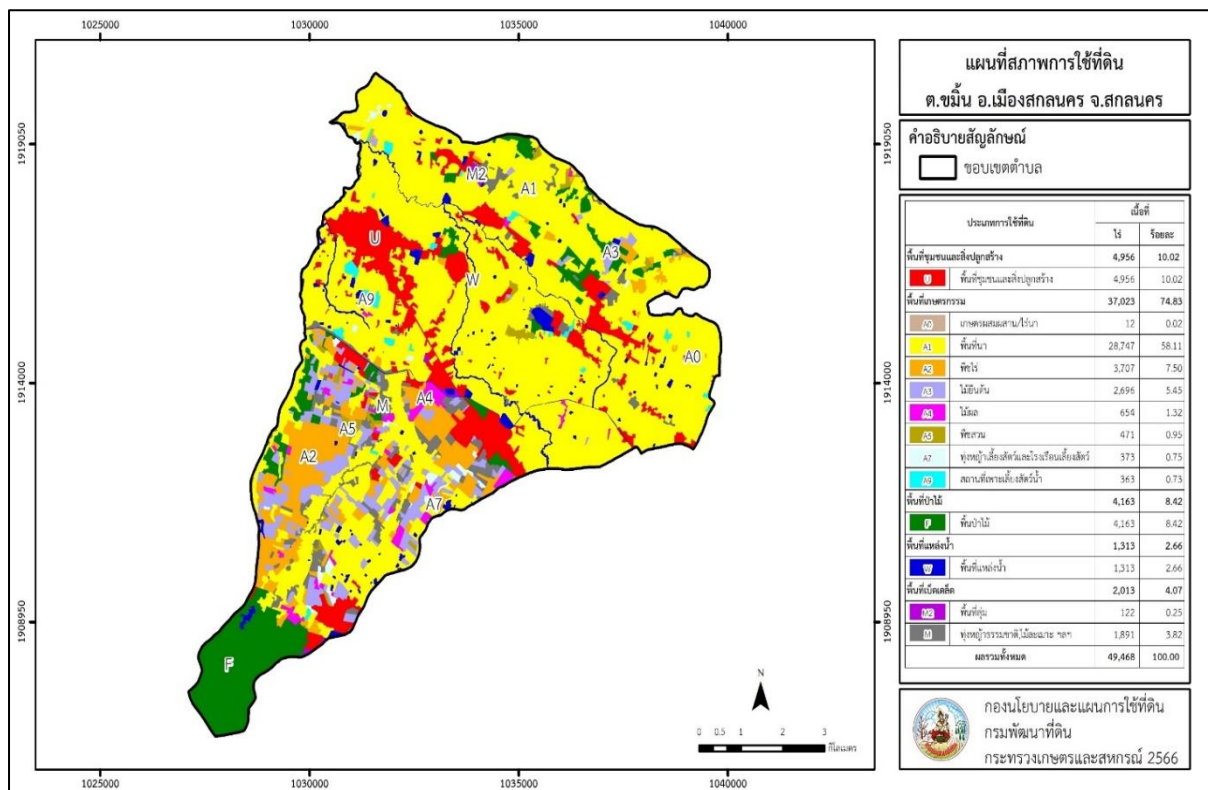 1025000 1030000 1035000 1040000
1919050 1919050
1914000 1914000
1908950 1908950
M2
A1
U
A3
W
A9
A0
A4
M
A5
A2
A7
F
N
0 0.5 1 2 3
กิโลเมตร
1025000 1030000 1035000 1040000
แผนที่สภาพการใช้ที่ดิน
ต.ขมิ้น อ.เมืองสกลนคร จ.สกลนคร
คำอธิบายสัญลักษณ์
ขอบเขตตำบล
ประเภทการใช้ที่ดิน เนื้อที่
ไร่ ร้อยละ
พื้นที่ชุมชนและสิ่งปลูกสร้าง 4,956 10.02
U พื้นที่ชุมชนและสิ่งปลูกสร้าง 4,956 10.02
พื้นที่เกษตรกรรม 37,023 74.83
A0 เกษตรผสมผสาน/ไร่นา 12 0.02
A1 พื้นที่นา 28,747 58.11
A2 พืชไร่ 3,707 7.50
A3 ไม้ยืนต้น 2,696 5.45
A4 ไม้ผล 654 1.32
A5 พืชสวน 471 0.95
A7 ทุ่งหญ้าเลี้ยงสัตว์และโรงเรือนเลี้ยงสัตว์ 373 0.75
A9 สถานที่เพาะเลี้ยงสัตว์น้ำ 363 0.73
พื้นที่ป่าไม้ 4,163 8.42
F พื้นป่าไม้ 4,163 8.42
พื้นที่แหล่งน้ำ 1,313 2.66
W พื้นที่แหล่งน้ำ 1,313 2.66
พื้นที่เบ็ดเตล็ด 2,013 4.07
M2 พื้นที่ลุ่ม 122 0.25
M ทุ่งหญ้าธรรมชาติ,ไม้ละเมาะ ฯลฯ 1,891 3.82
ผลรวมทั้งหมด 49,468 100.00
กองนโยบายและแผนการใช้ที่ดิน
กรมพัฒนาที่ดิน
กระทรวงเกษตรและสหกรณ์ 2566